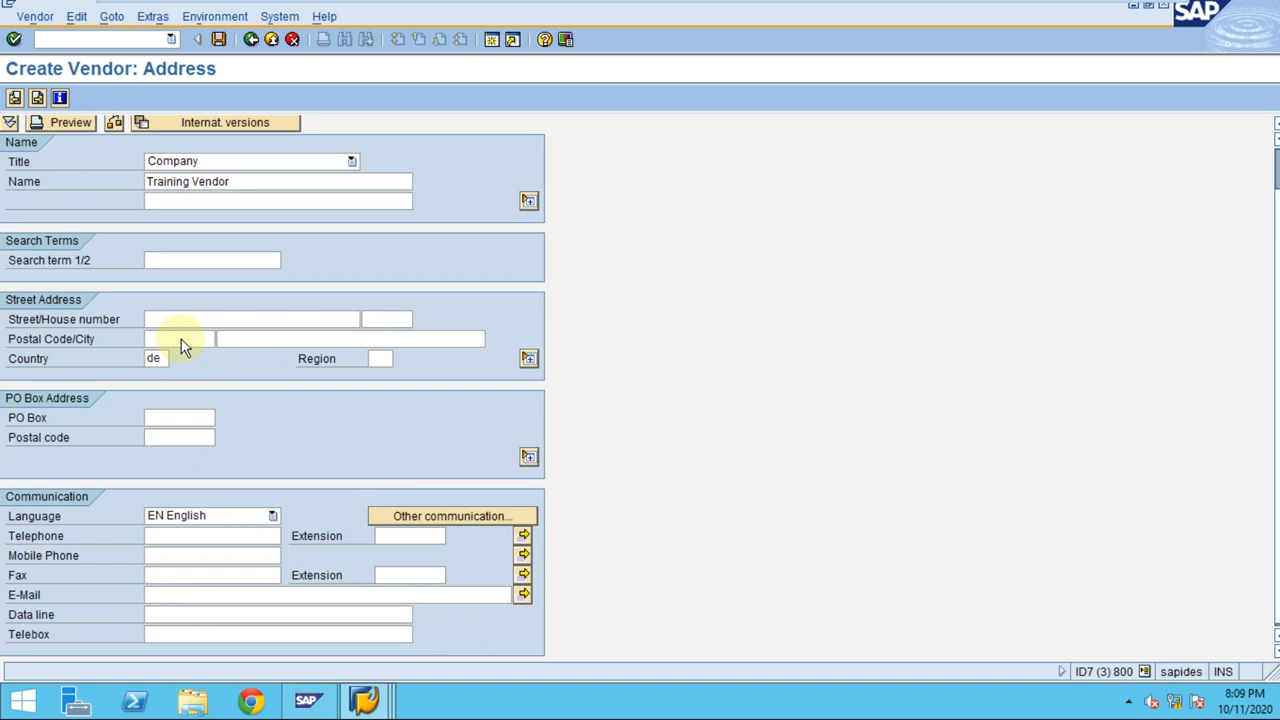 Vendor Edit Goto Extras Environment System Help
SAP
Create Vendor: Address
Preview Internat. versions
Name
Title Company
Name Training Vendor
Search Terms
Search term 1/2
Street Address
Street/House number
Postal Code/City
Country de Region
PO Box Address
PO Box
Postal code
Communication
Language EN English Other communication...
Telephone Extension
Mobile Phone
Fax Extension
E-Mail
Data line
Telebox
ID7 (3) 800 sapides INS
SAP
8:09 PM
10/11/2020